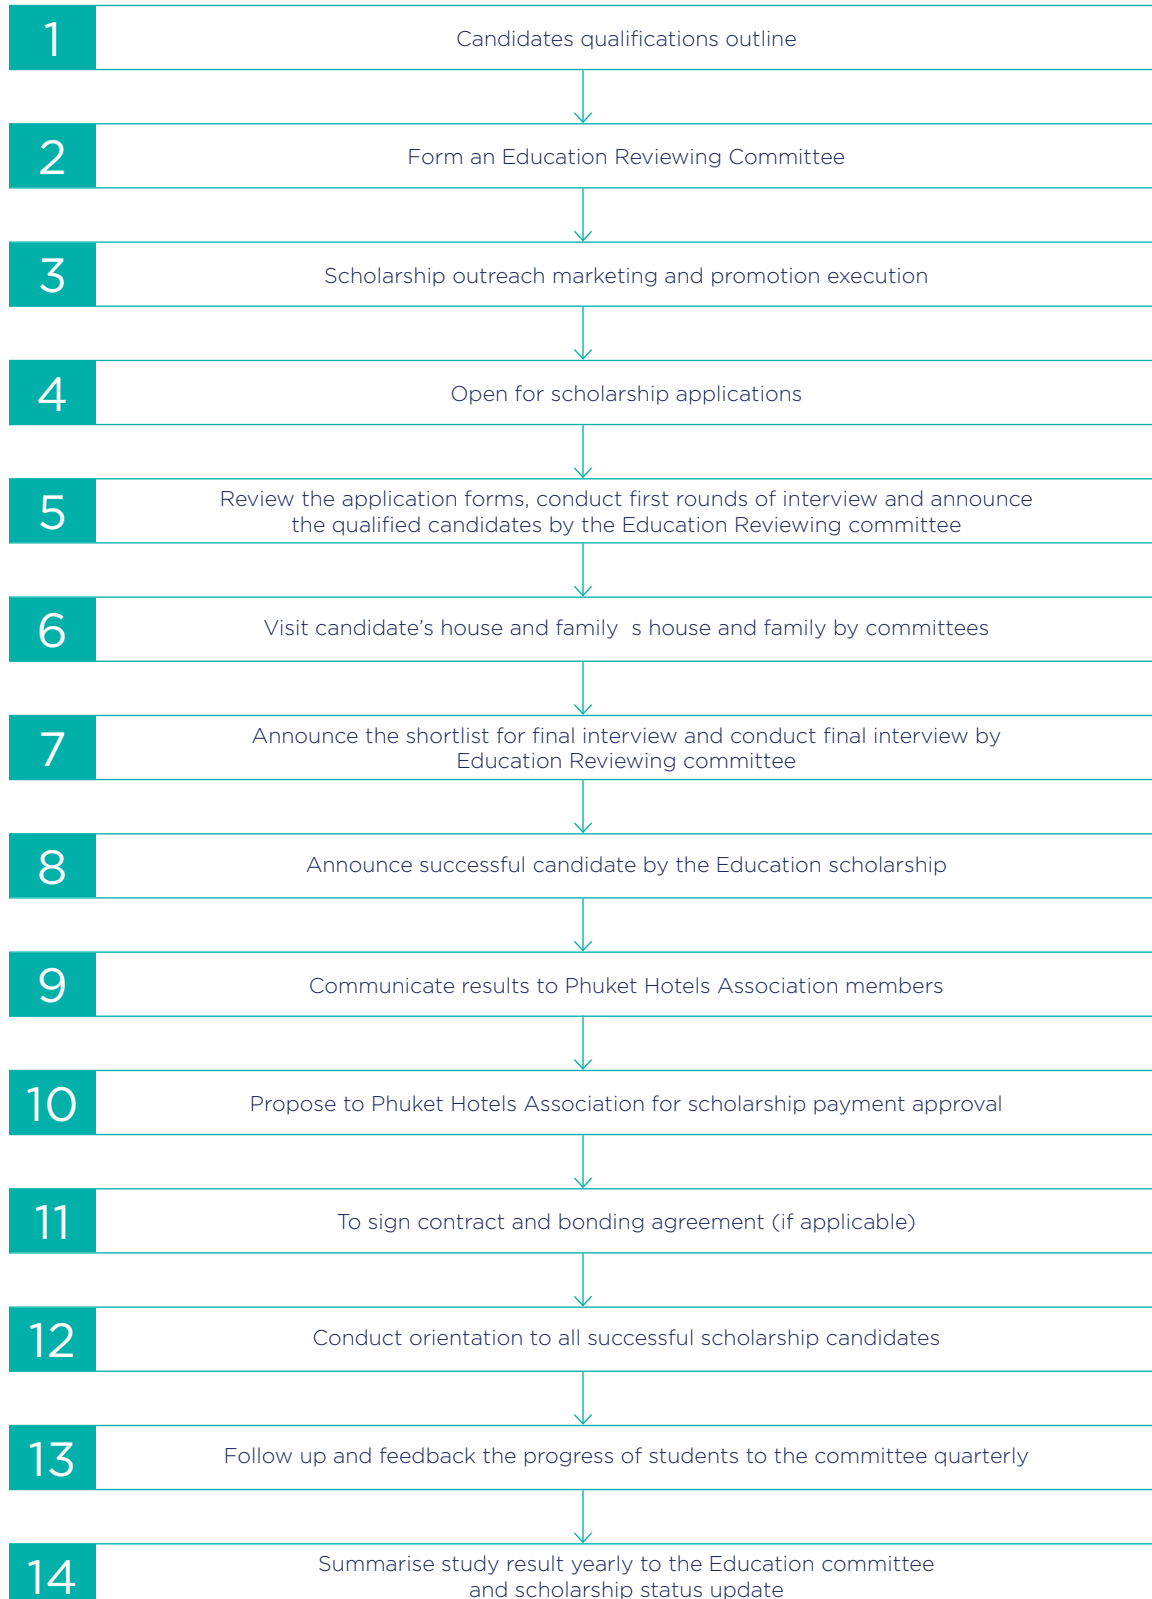 1
Candidates qualifications outline
2
Form an Education Reviewing Committee
3
Scholarship outreach marketing and promotion execution
4
Open for scholarship applications
5
Review the application forms, conduct first rounds of interview and announce
the qualified candidates by the Education Reviewing committee
6
Visit candidate’s house and family s house and family by committees
7
Announce the shortlist for final interview and conduct final interview by
Education Reviewing committee
8
Announce successful candidate by the Education scholarship
9
Communicate results to Phuket Hotels Association members
10
Propose to Phuket Hotels Association for scholarship payment approval
11
To sign contract and bonding agreement (if applicable)
12
Conduct orientation to all successful scholarship candidates
13
Follow up and feedback the progress of students to the committee quarterly
14
Summarise study result yearly to the Education committee
and scholarship status update